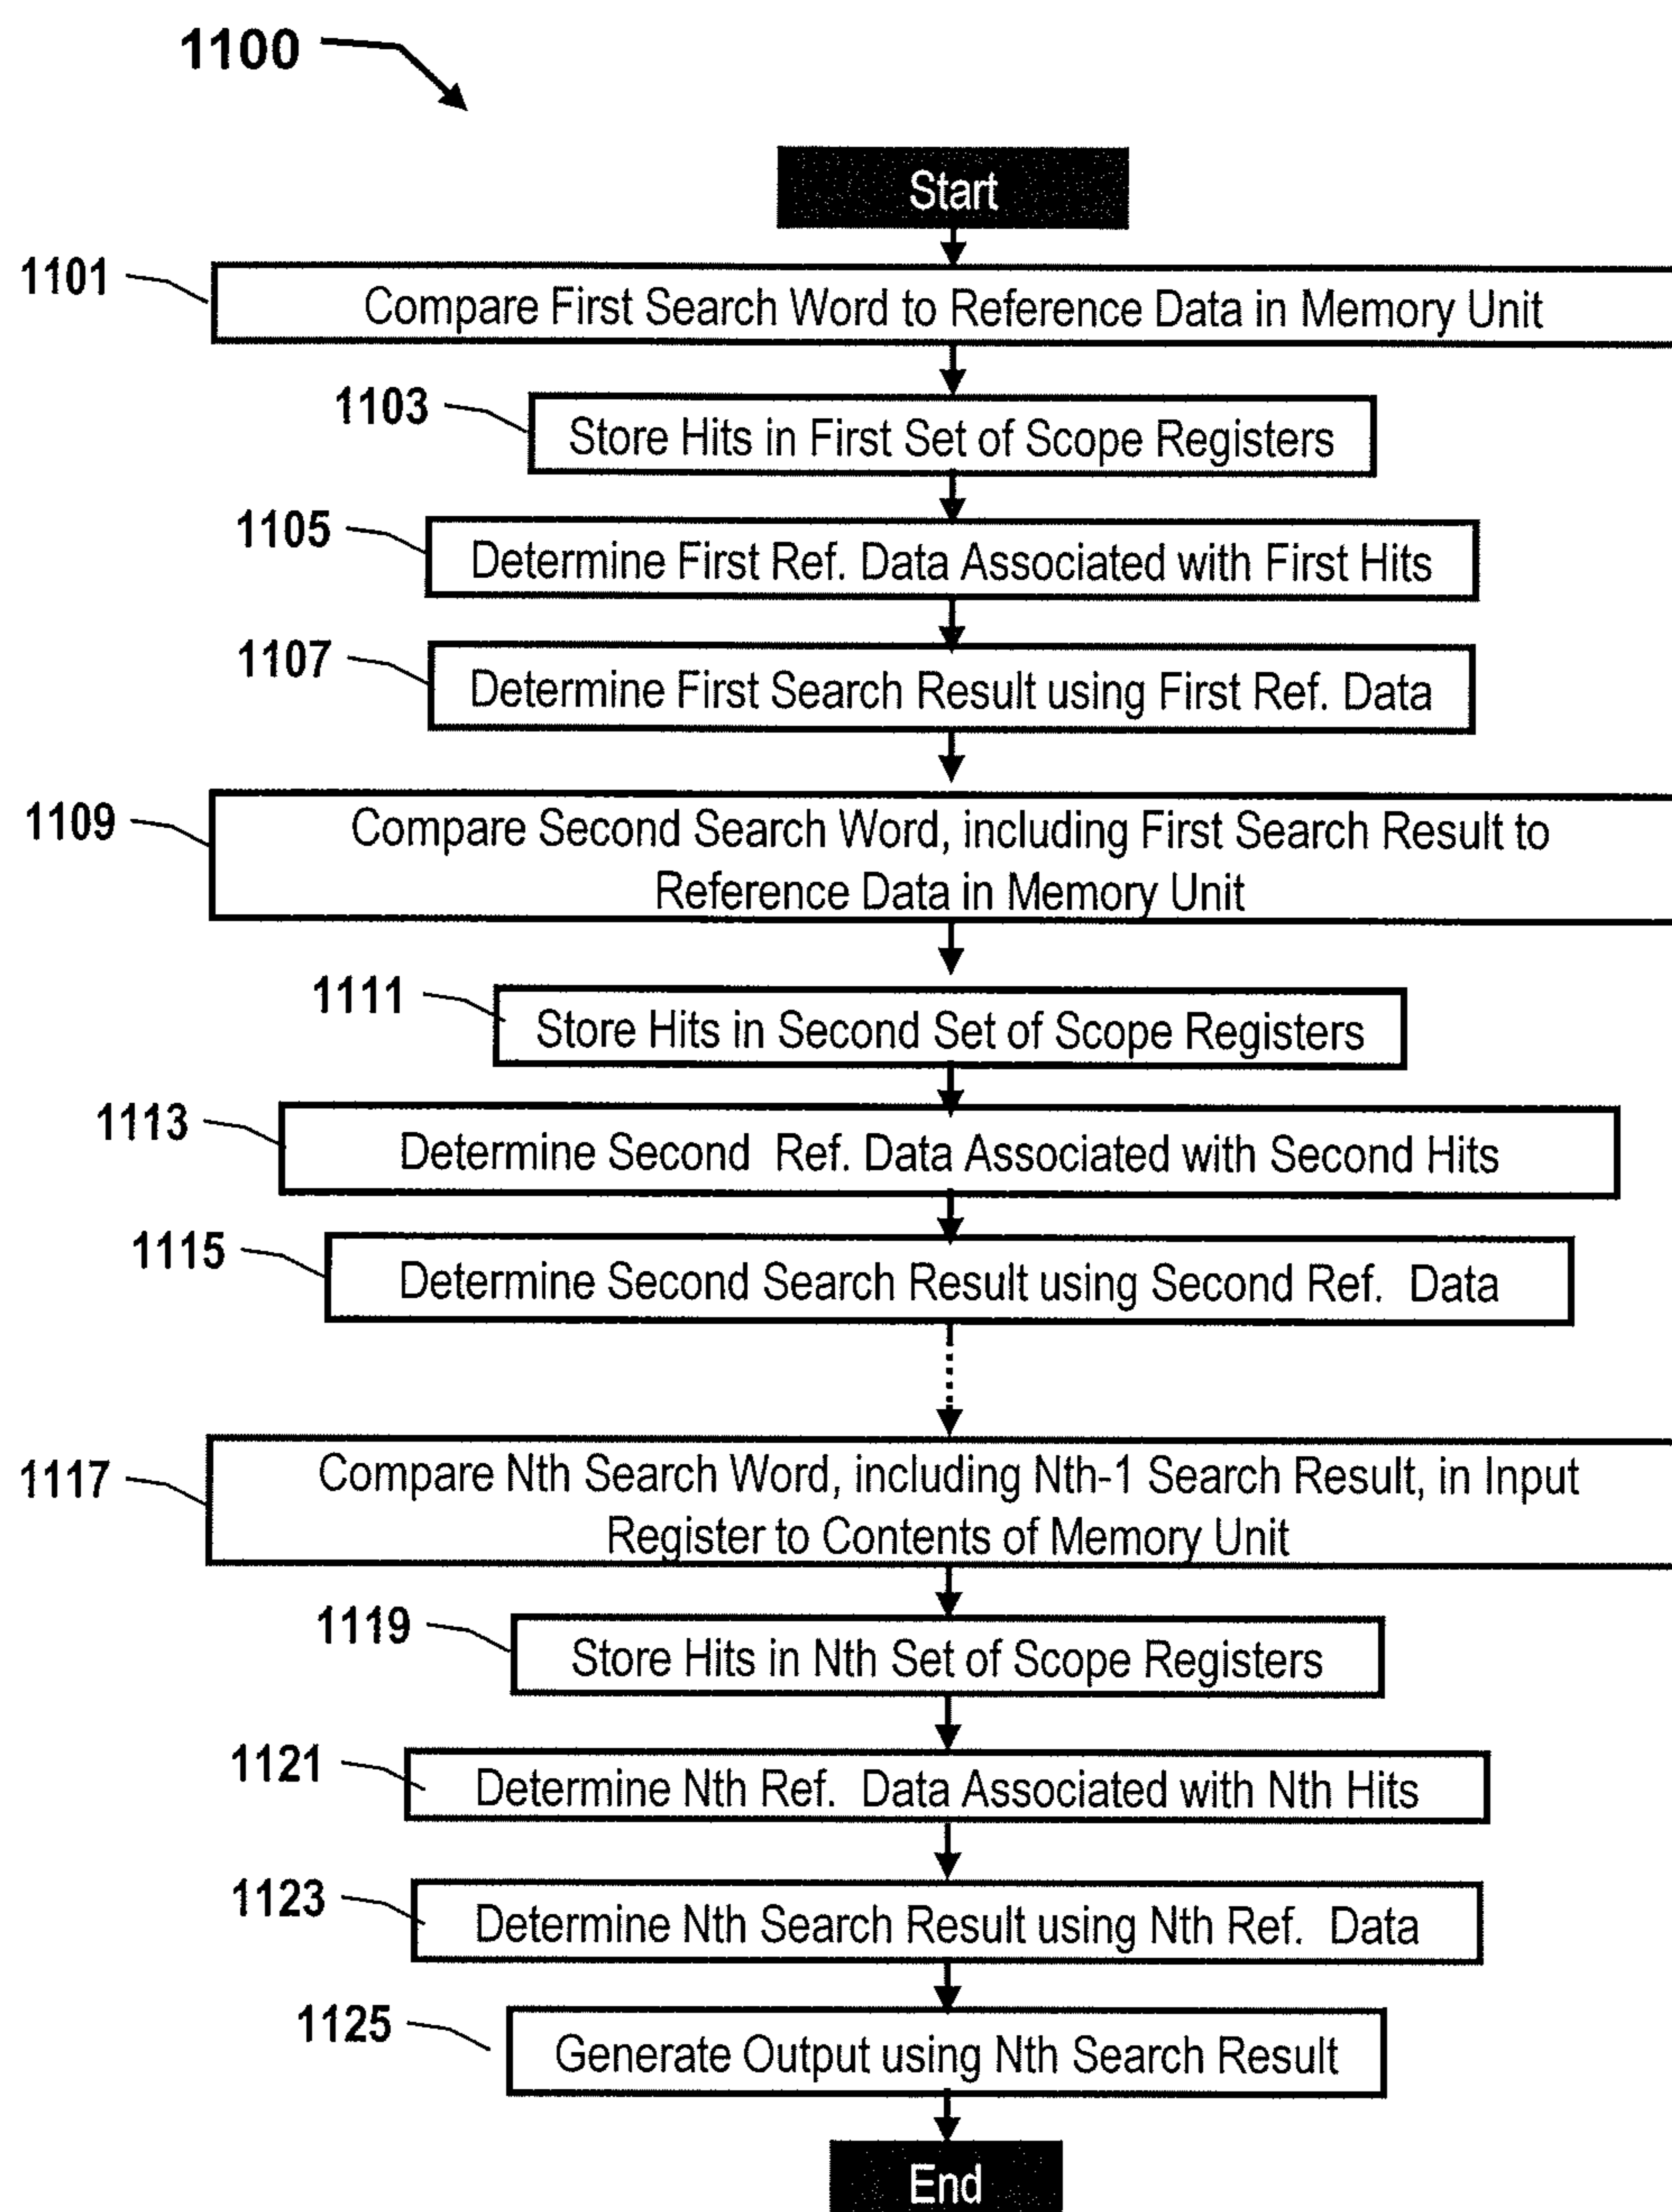 1100
Start
1101
Compare First Search Word to Reference Data in Memory Unit
1103
Store Hits in First Set of Scope Registers
1105
Determine First Ref. Data Associated with First Hits
1107
Determine First Search Result using First Ref. Data
1109
Compare Second Search Word, including First Search Result to
Reference Data in Memory Unit
1111
Store Hits in Second Set of Scope Registers
1113
Determine Second Ref. Data Associated with Second Hits
1115
Determine Second Search Result using Second Ref. Data
1117
Compare Nth Search Word, including Nth-1 Search Result, in Input
Register to Contents of Memory Unit
1119
Store Hits in Nth Set of Scope Registers
1121
Determine Nth Ref. Data Associated with Nth Hits
1123
Determine Nth Search Result using Nth Ref. Data
1125
Generate Output using Nth Search Result
End